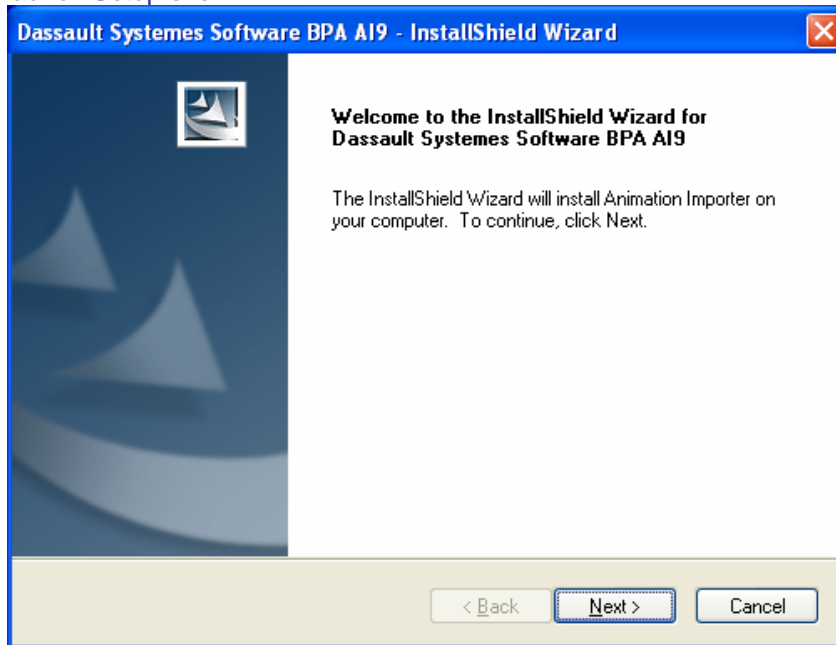 Dassault Systemes Software BPA AI9 - InstallShield Wizard
Welcome to the InstallShield Wizard for
Dassault Systemes Software BPA AI9
The InstallShield Wizard will install Animation Importer on
your computer. To continue, click Next.
< Back Next > Cancel